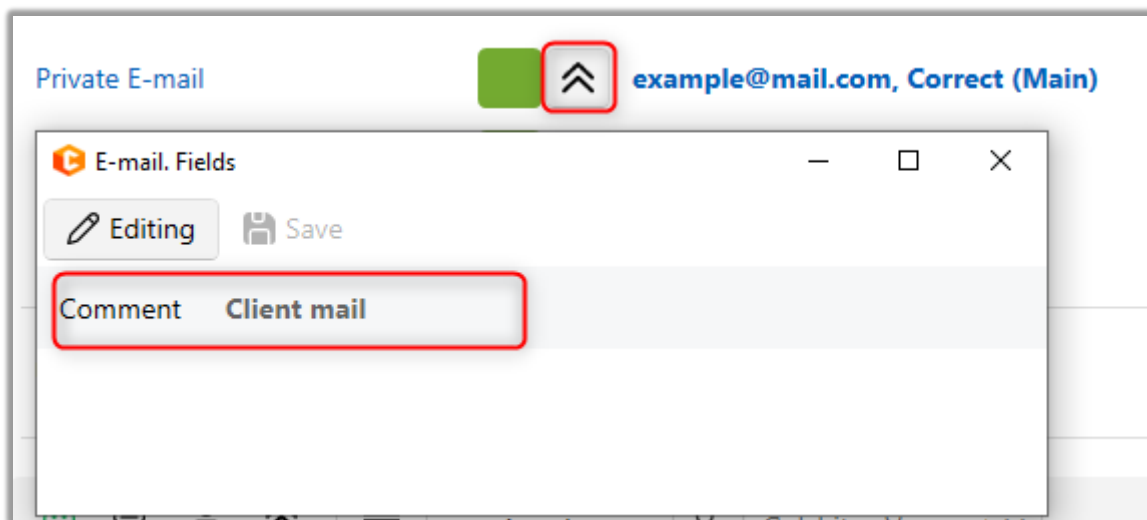 Private E-mail example@mail.com, Correct (Main)
E-mail. Fields
Editing Save
Comment Client mail